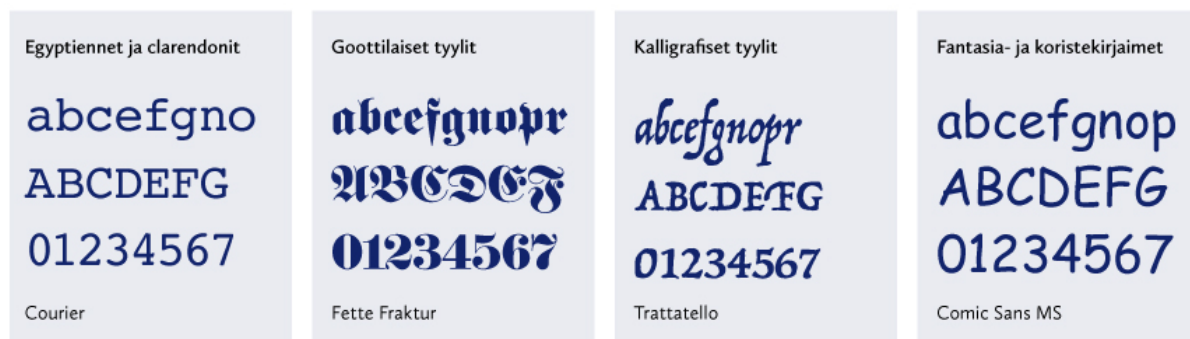 Egyptiennet ja clarendonit
abcefgno
ABCDEFG
01234567
Courier
Goottilaiset tyylit
abcefgnopr
ABCDEF
01234567
Fette Fraktur
Kalligrafiset tyylit
abcefgnopr
ABCDEFG
01234567
Trattatello
Fantasia- ja koristekirjaimet
abcefgnop
ABCDEFG
01234567
Comic Sans MS